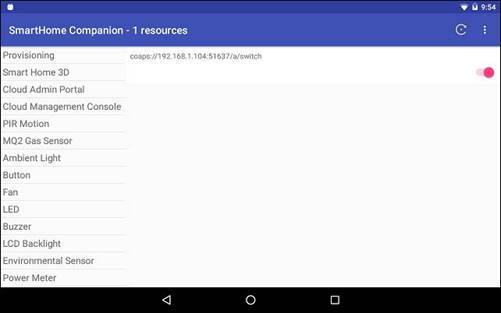 9:54
SmartHome Companion - 1 resources
Provisioning
coaps://192.168.1.104:51637/a/switch
Smart Home 3D
Cloud Admin Portal
Cloud Management Console
PIR Motion
MQ2 Gas Sensor
Ambient Light
Button
Fan
LED
Buzzer
LCD Backlight
Environmental Sensor
Power Meter